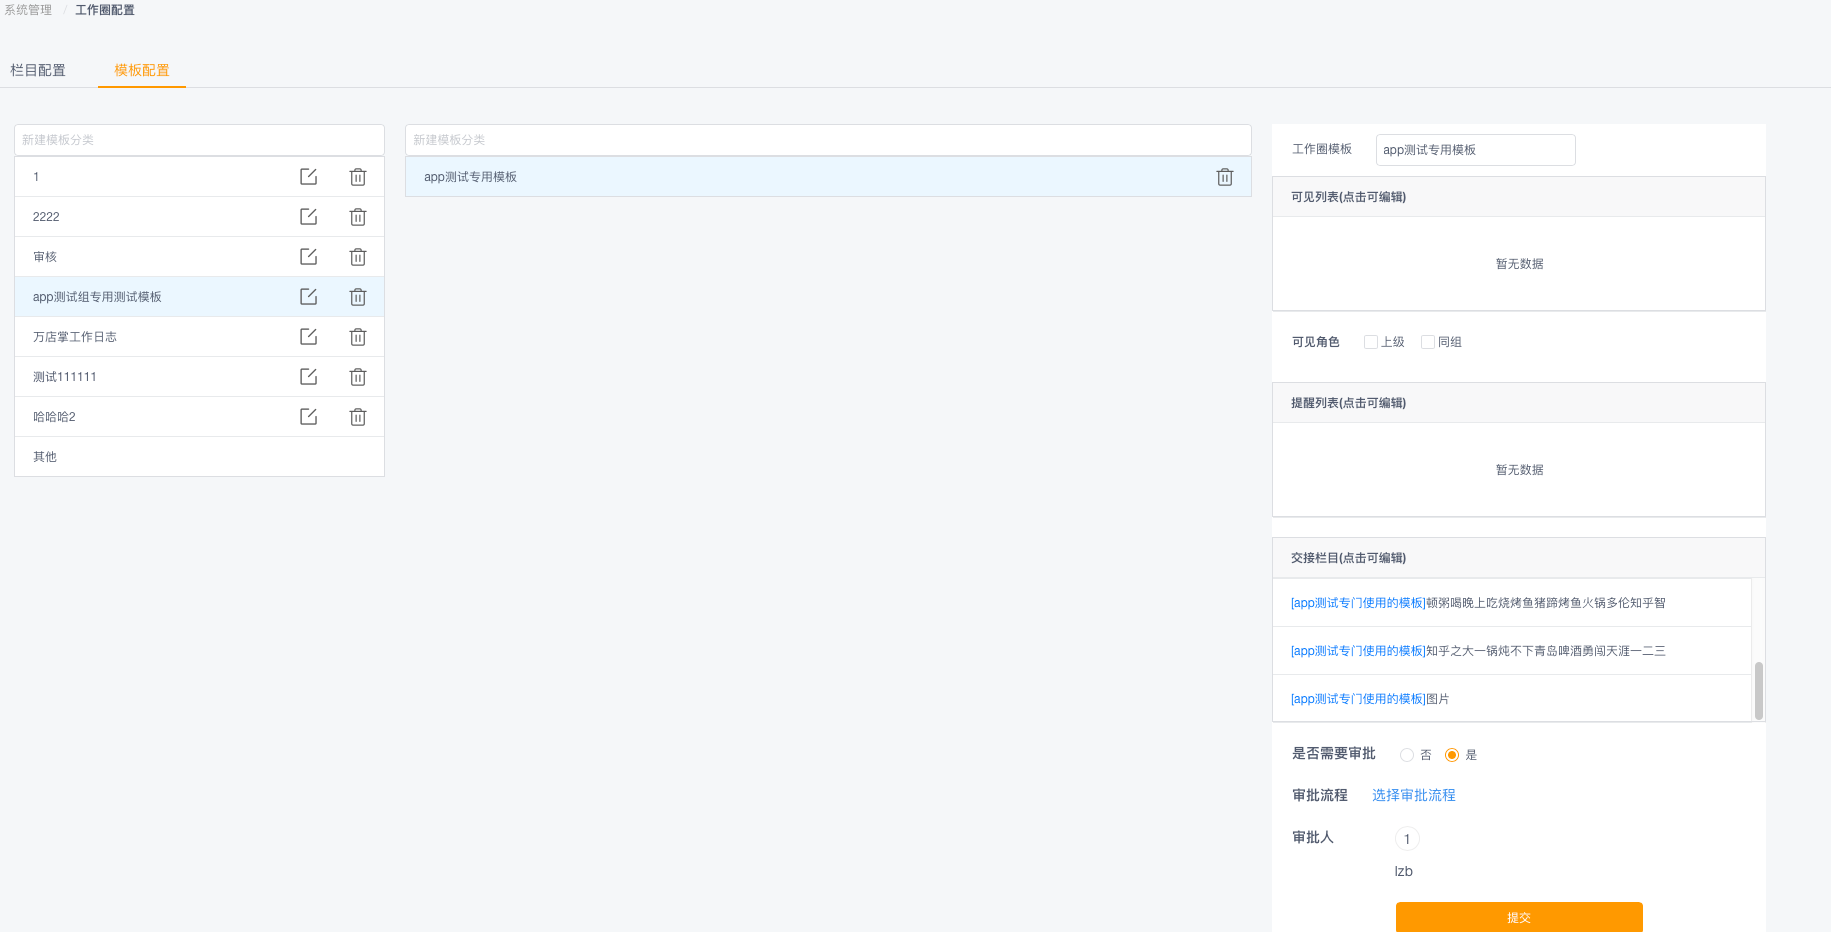 系统管理 / 工作圈配置
栏目配置 模板配置
新建模板分类
1
2222
审核
app测试组专用测试模板
万店掌工作日志
测试111111
哈哈哈2
其他
新建模板分类
app测试专用模板
工作圈模板 app测试专用模板
可见列表(点击可编辑)
暂无数据
可见角色 上级 同组
提醒列表(点击可编辑)
暂无数据
交接栏目(点击可编辑)
[app测试专门使用的模板]顿粥喝晚上吃烧烤鱼猪蹄烤鱼火锅多伦知乎智
[app测试专门使用的模板]知乎之大一锅炖不下青岛啤酒勇闯天涯一二三
[app测试专门使用的模板]图片
是否需要审批 否 是
审批流程 选择审批流程
审批人 1
lzb
提交